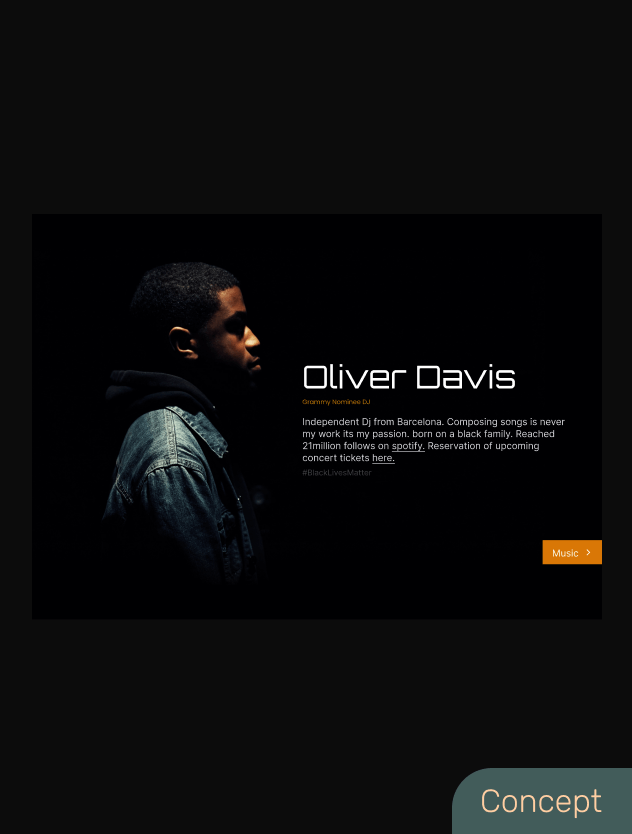 Oliver Davis
Grammy Nominee DJ
Independent Dj from Barcelona. Composing songs is never
my work its my passion. born on a black family. Reached
21million follows on spotify. Reservation of upcoming
concert tickets here.
#BlackLivesMatter
Music >
Concept